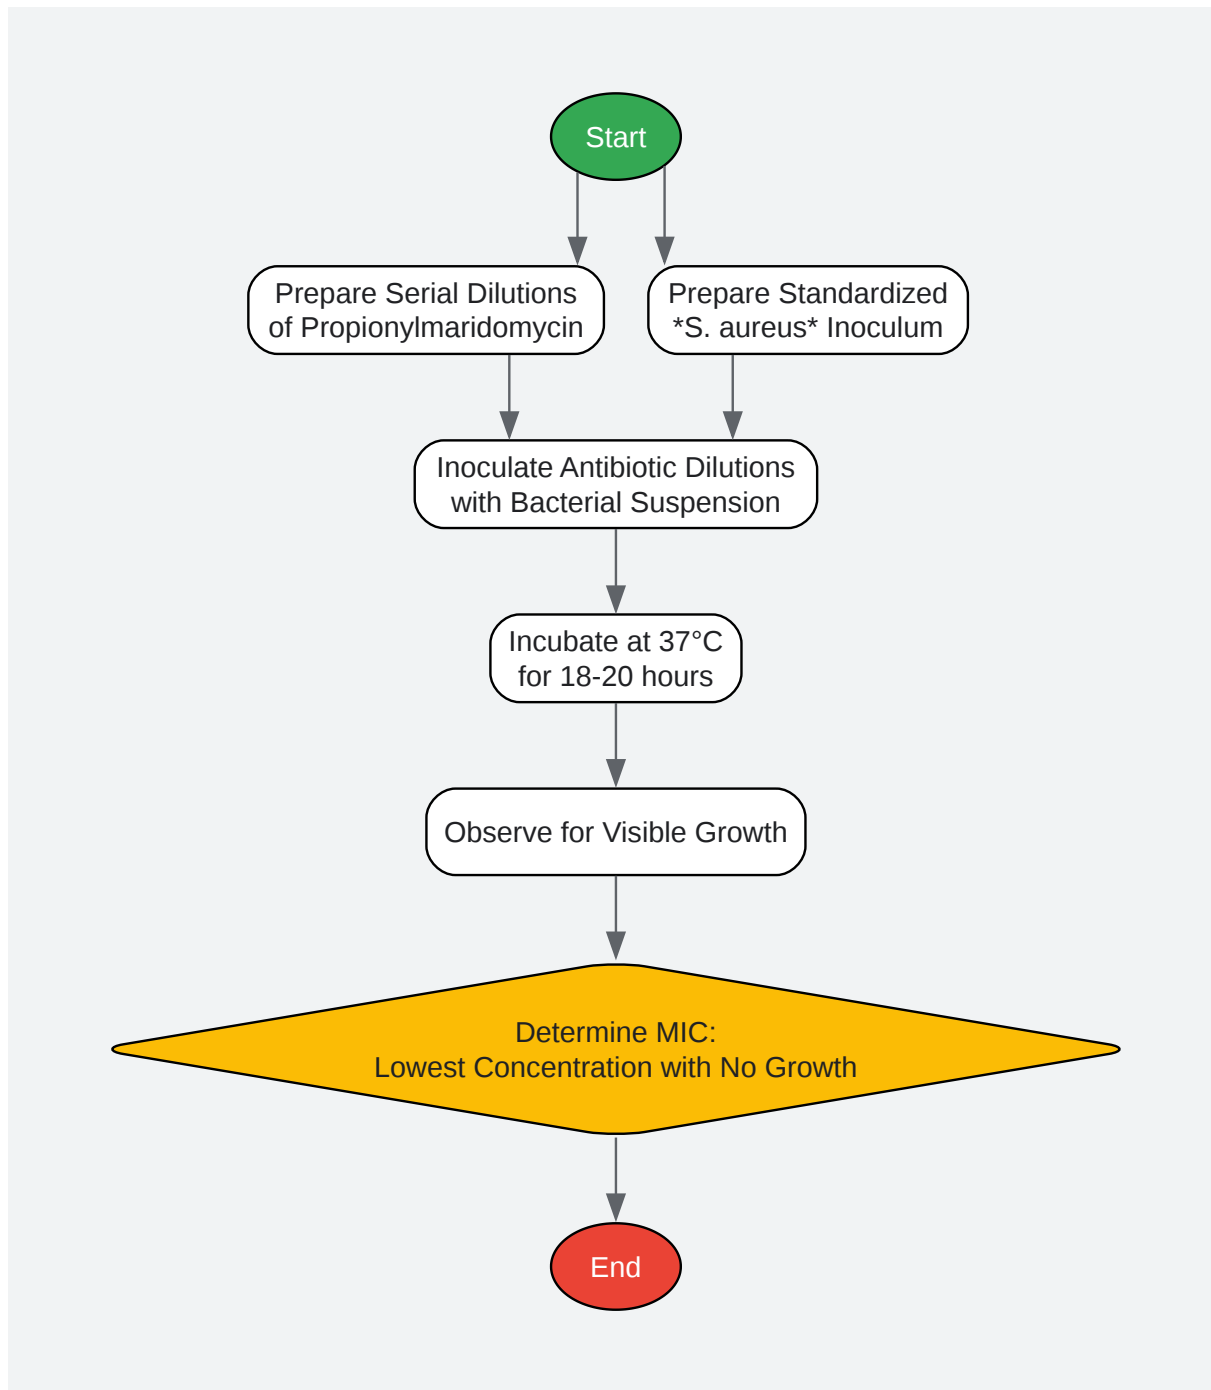 Start
Prepare Serial Dilutions
of Propionylmaridomycin
Prepare Standardized
*S. aureus* Inoculum
Inoculate Antibiotic Dilutions
with Bacterial Suspension
Incubate at 37°C
for 18-20 hours
Observe for Visible Growth
Determine MIC:
Lowest Concentration with No Growth
End